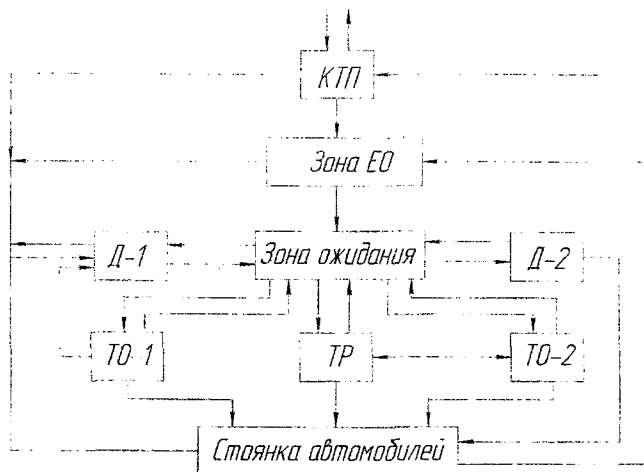 КТП
Зона ЕО
Д-1
Зона ожидания
Д-2
ТО-1
ТР
ТО-2
Стоянка автомобилей